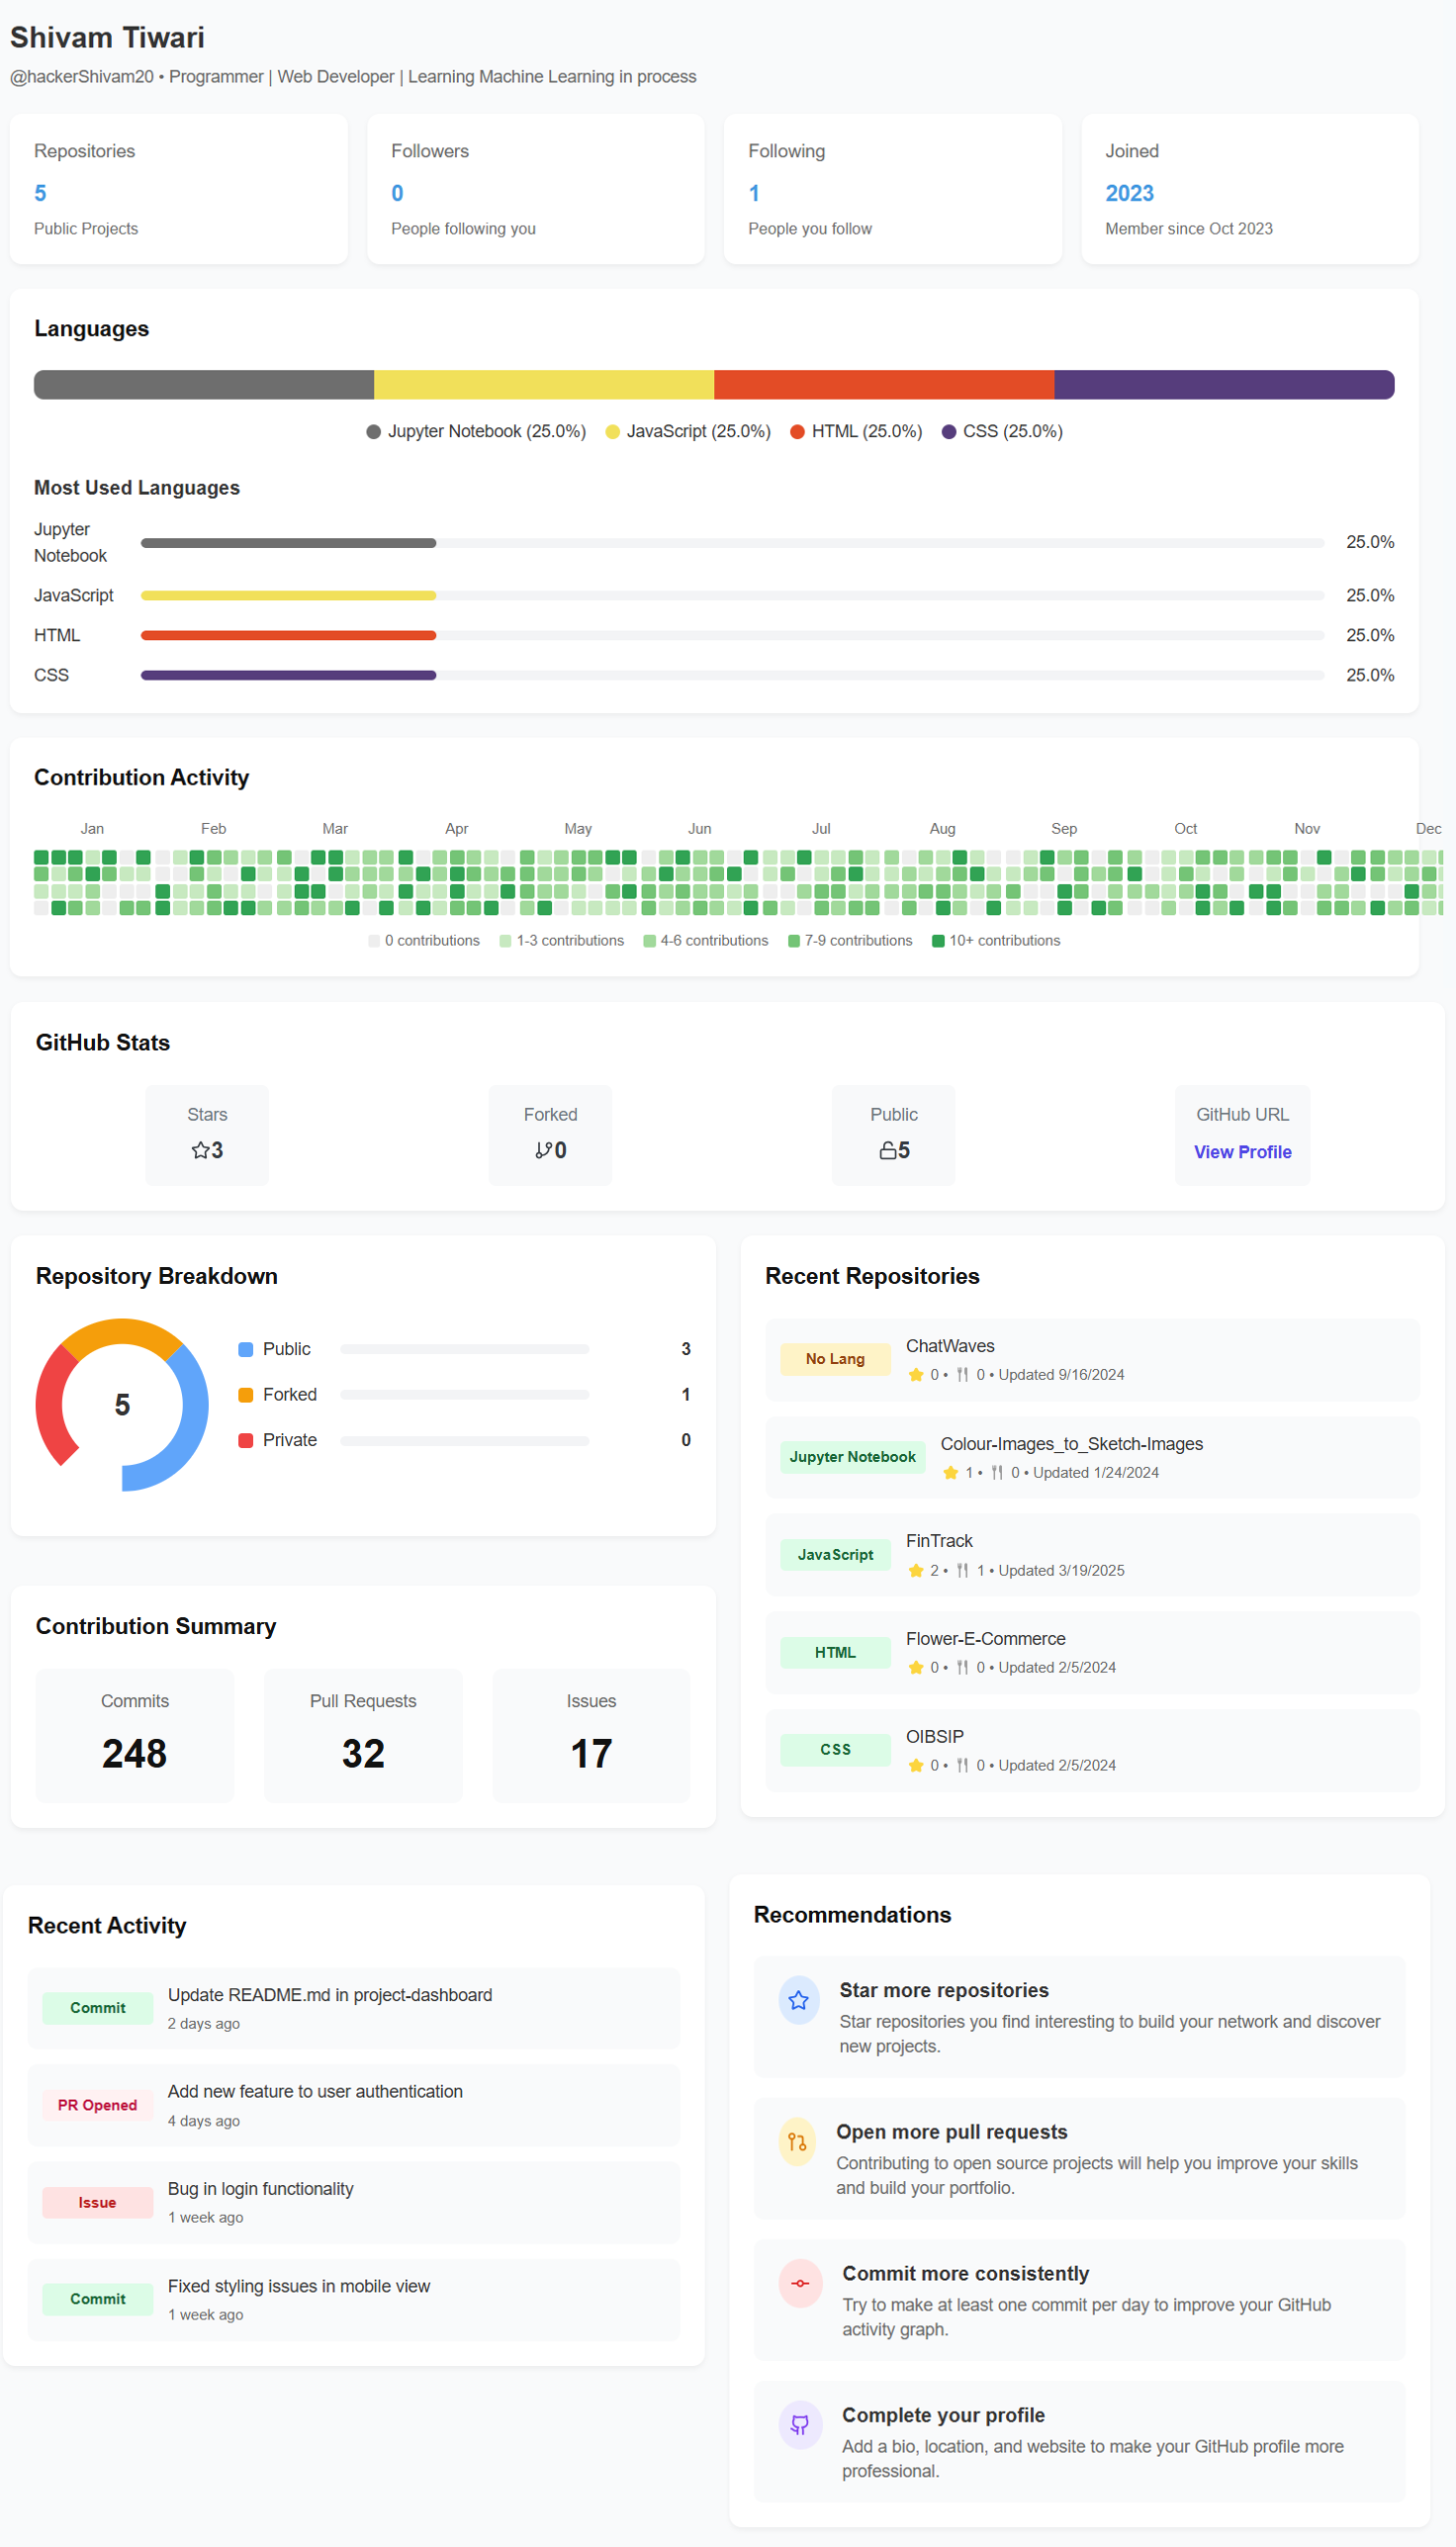 Shivam Tiwari
@hackerShivam20 • Programmer | Web Developer | Learning Machine Learning in process
Repositories
5
Public Projects
Followers
0
People following you
Following
1
People you follow
Joined
2023
Member since Oct 2023
Languages
Jupyter Notebook (25.0%) JavaScript (25.0%) HTML (25.0%) CSS (25.0%)
Most Used Languages
Jupyter
Notebook
25.0%
JavaScript 25.0%
HTML 25.0%
CSS 25.0%
Contribution Activity
Jan Feb Mar Apr May Jun Jul Aug Sep Oct Nov Dec
0 contributions 1-3 contributions 4-6 contributions 7-9 contributions 10+ contributions
GitHub Stats
Stars
3
Forked
0
Public
5
GitHub URL
View Profile
Repository Breakdown
5
Public 3
Forked 1
Private 0
Contribution Summary
Commits
248
Pull Requests
32
Issues
17
Recent Repositories
No Lang
ChatWaves
⭐ 0 • 🍴 0 • Updated 9/16/2024
Jupyter Notebook
Colour-Images_to_Sketch-Images
⭐ 1 • 🍴 0 • Updated 1/24/2024
JavaScript
FinTrack
⭐ 2 • 🍴 1 • Updated 3/19/2025
HTML
Flower-E-Commerce
⭐ 0 • 🍴 0 • Updated 2/5/2024
CSS
OIBSIP
⭐ 0 • 🍴 0 • Updated 2/5/2024
Recent Activity
Commit
Update README.md in project-dashboard
2 days ago
PR Opened
Add new feature to user authentication
4 days ago
Issue
Bug in login functionality
1 week ago
Commit
Fixed styling issues in mobile view
1 week ago
Recommendations
Star more repositories
Star repositories you find interesting to build your network and discover
new projects.
Open more pull requests
Contributing to open source projects will help you improve your skills
and build your portfolio.
Commit more consistently
Try to make at least one commit per day to improve your GitHub
activity graph.
Complete your profile
Add a bio, location, and website to make your GitHub profile more
professional.